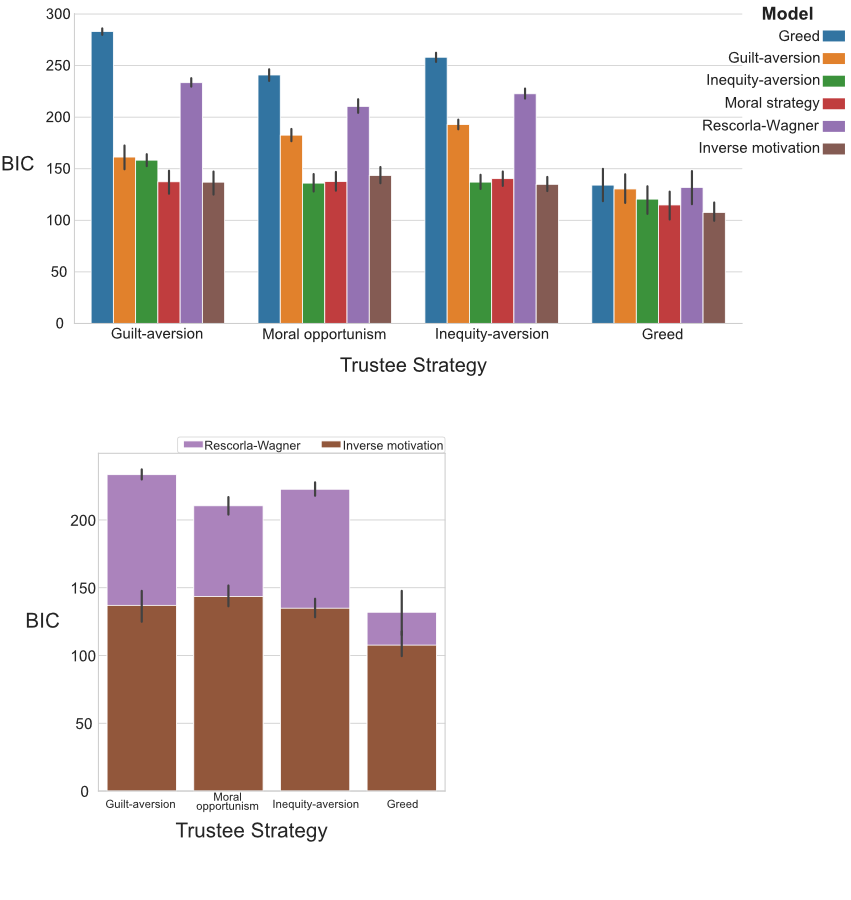 Model
Greed
Guilt-aversion
Inequity-aversion
Moral strategy
Rescorla-Wagner
Inverse motivation
300
250
200
150
100
50
0
BIC
Guilt-aversion Moral opportunism Inequity-aversion Greed
Trustee Strategy
Rescorla-Wagner Inverse motivation
200
150
100
50
0
BIC
Guilt-aversion Moral opportunism Inequity-aversion Greed
Trustee Strategy